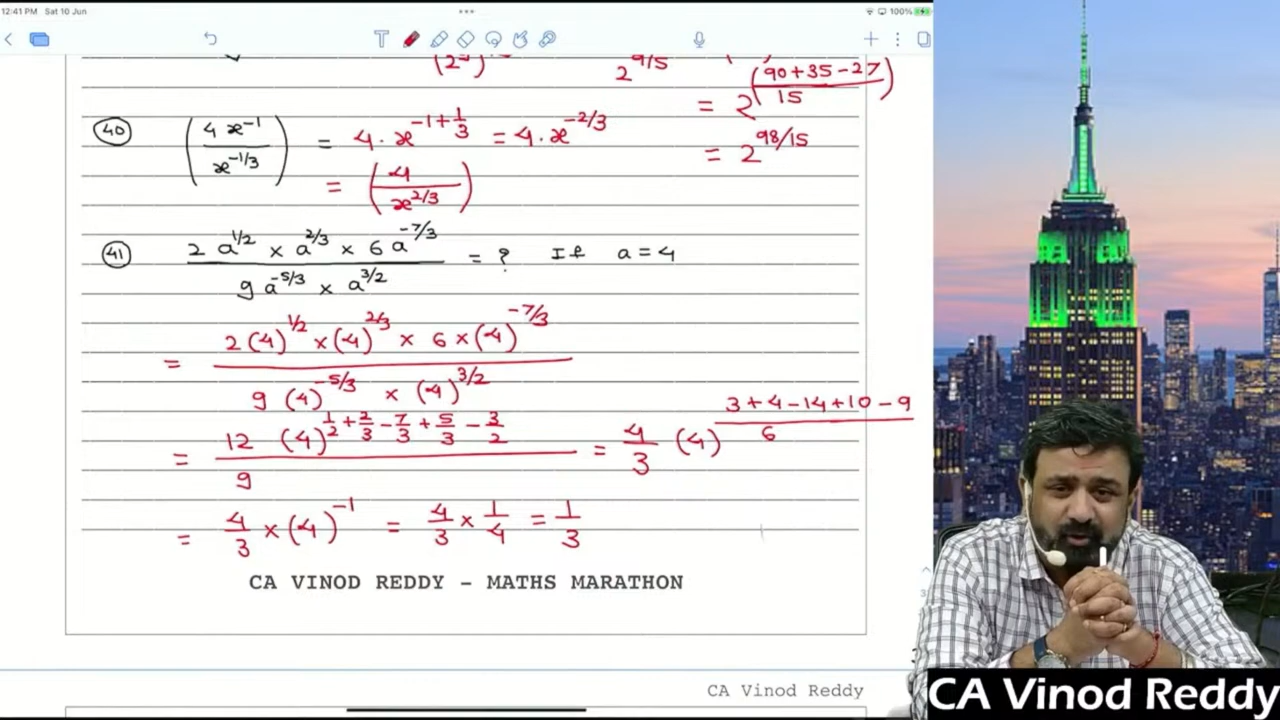 12:41 PM Sat 10 Jun
100%
2^{9/5}
= 2^{(90+35-27)/15}
= 2^{98/15}
40 (4x^{-1} / x^{-1/3}) = 4·x^{-1+1/3} = 4·x^{-2/3}
= (4 / x^{2/3})
41 2a^{1/2} × a^{2/3} × 6a^{-7/3} / 9a^{-5/3} × a^{3/2} = ? If a = 4
= 2(4)^{1/2} × (4)^{2/3} × 6 × (4)^{-7/3} / 9(4)^{-5/3} × (4)^{3/2}
= 12 (4)^{1/2+2/3-7/3+5/3-3/2} / 9 = 4/3 (4)^{(3+4-14+10-9)/6}
= 4/3 × (4)^{-1} = 4/3 × 1/4 = 1/3
CA VINOD REDDY - MATHS MARATHON
CA Vinod Reddy
CA Vinod Reddy